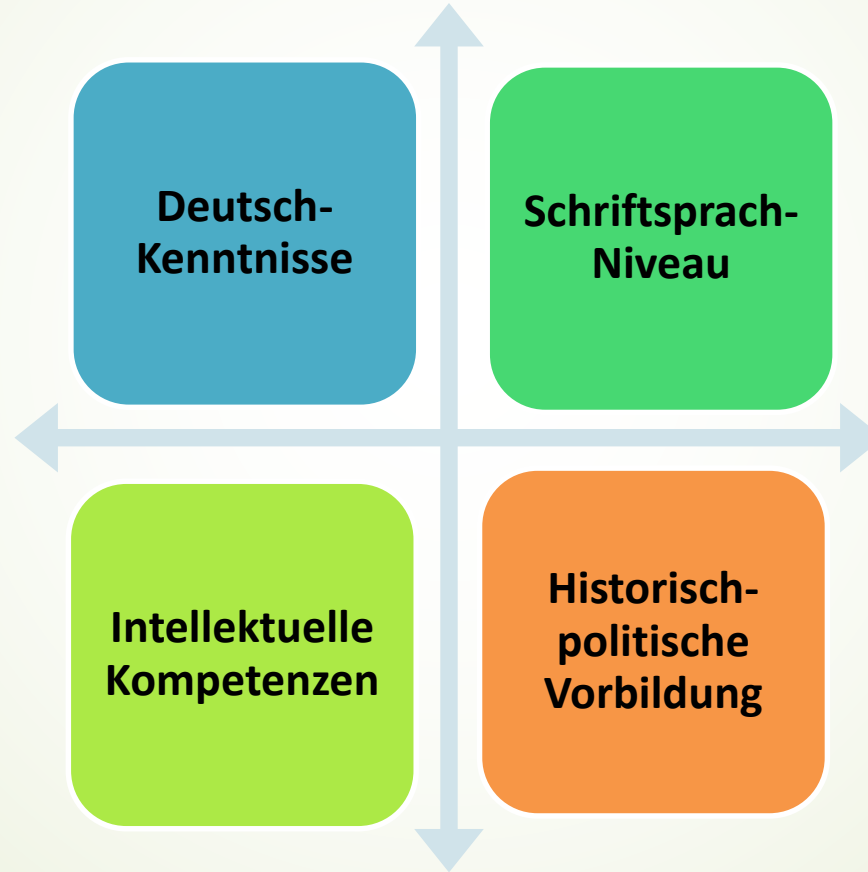 Deutsch-
Kenntnisse
Schriftsprach-
Niveau
Intellektuelle
Kompetenzen
Historisch-
politische
Vorbildung